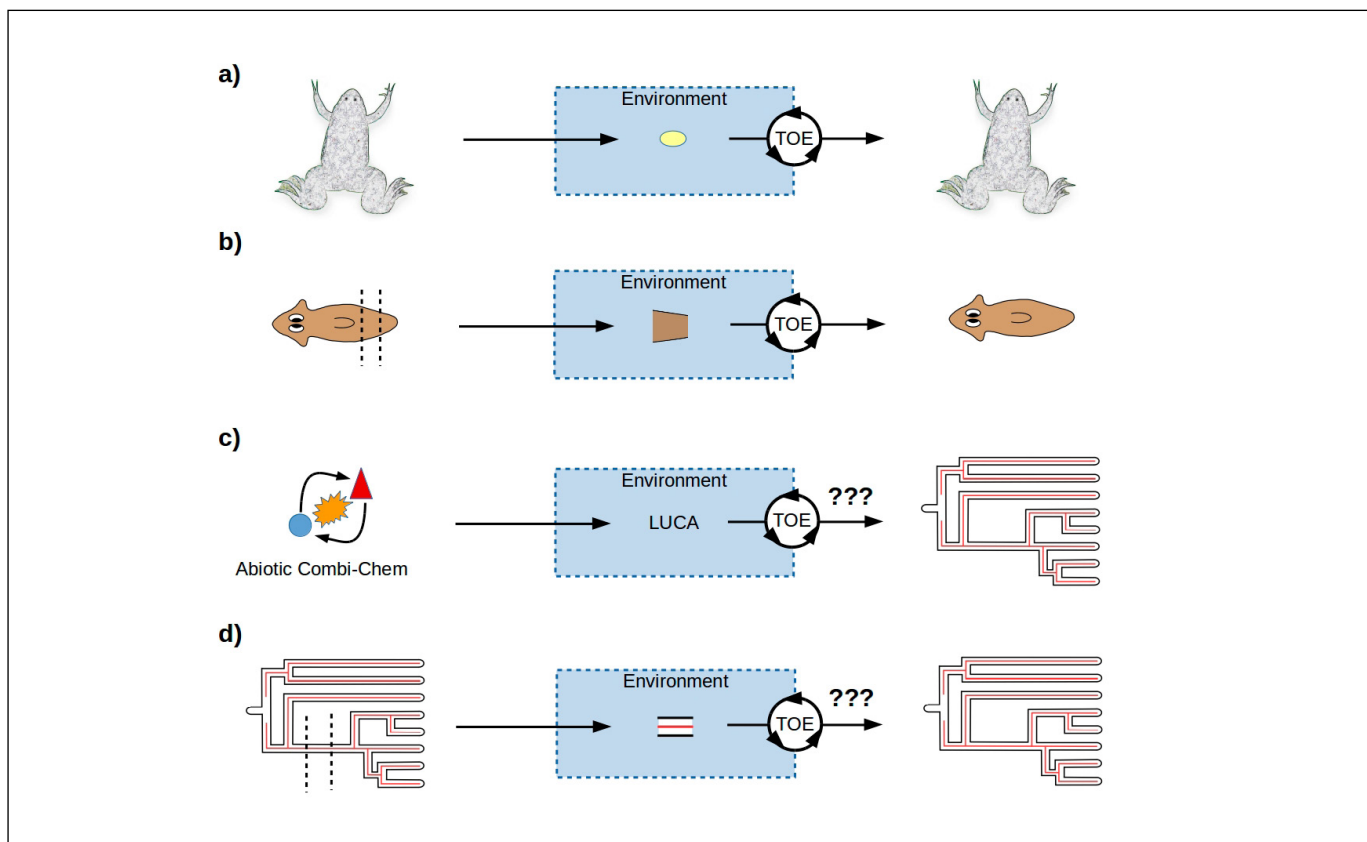 a)
Environment
TOE
b)
Environment
TOE
c)
Environment
???
LUCA
TOE
Abiotic Combi-Chem
d)
Environment
???
TOE